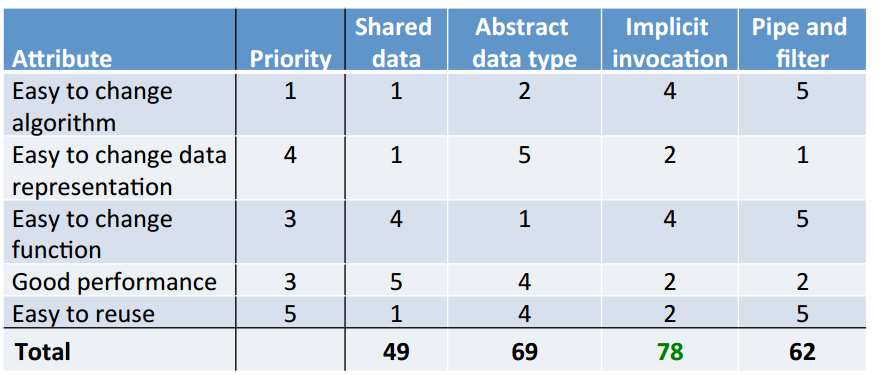 Attribute Priority Shared data Abstract data type Implicit invocation Pipe and filter
Easy to change algorithm 1 1 2 4 5
Easy to change data representation 4 1 5 2 1
Easy to change function 3 4 1 4 5
Good performance 3 5 4 2 2
Easy to reuse 5 1 4 2 5
Total 49 69 78 62